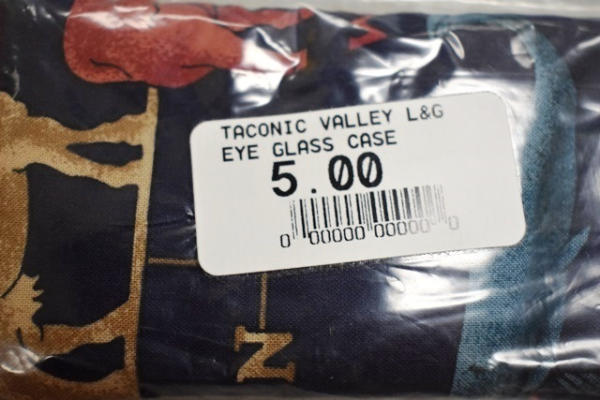 TACONIC VALLEY L&G
EYE GLASS CASE
5.00
0 00000 00000 0
N